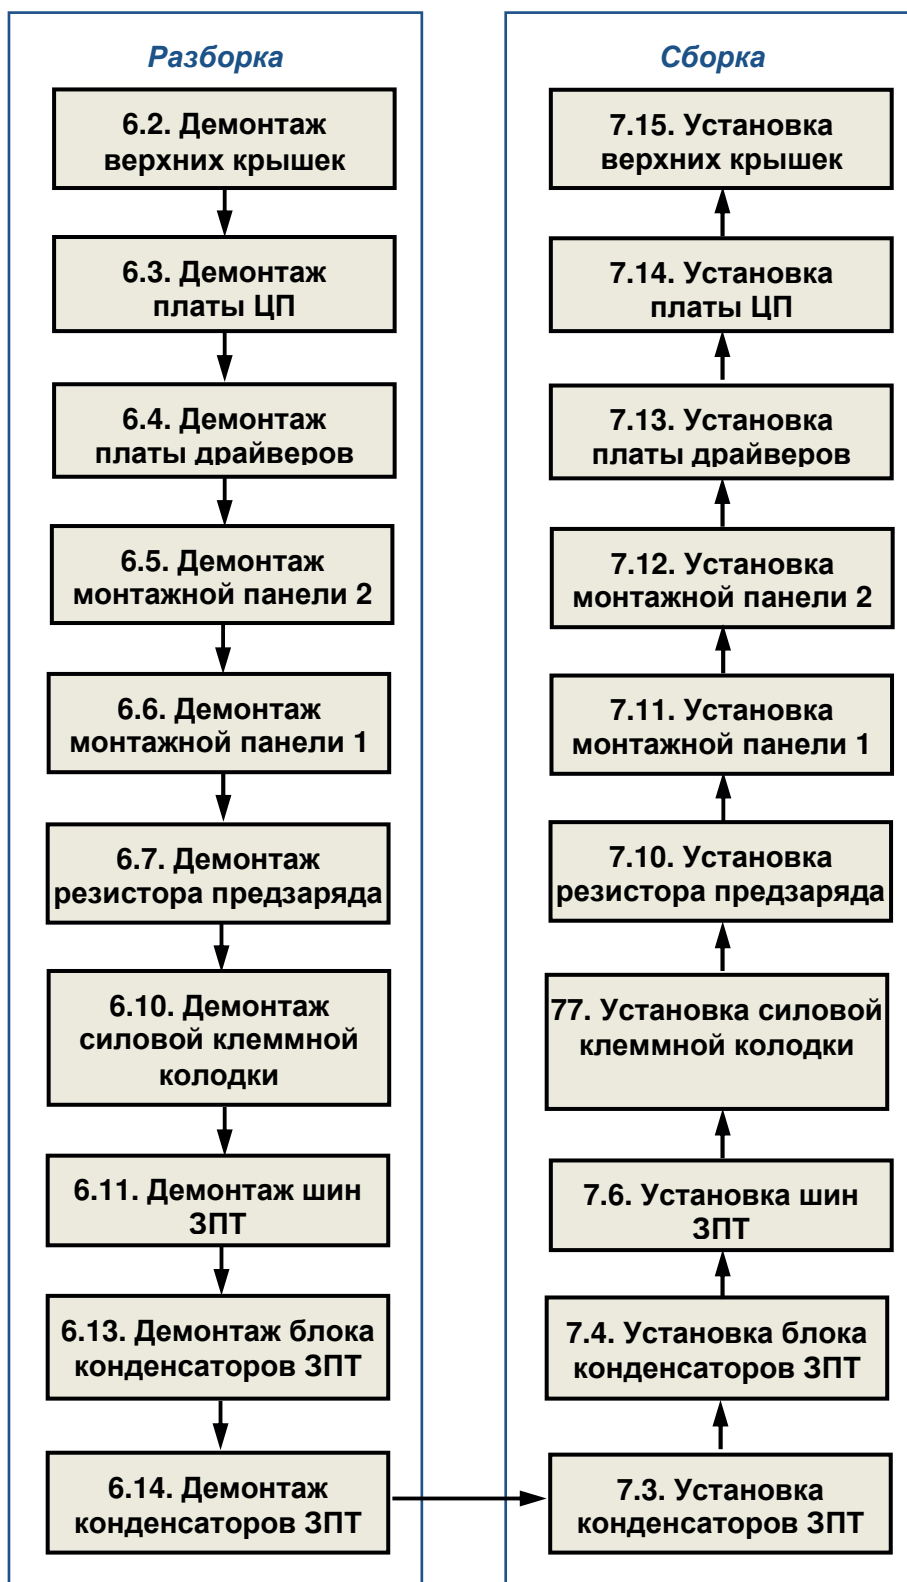 Разборка
6.2. Демонтаж
верхних крышек
6.3. Демонтаж
платы ЦП
6.4. Демонтаж
платы драйверов
6.5. Демонтаж
монтажной панели 2
6.6. Демонтаж
монтажной панели 1
6.7. Демонтаж
резистора предзаряда
6.10. Демонтаж
силовой клеммной
колодки
6.11. Демонтаж шин
ЗПТ
6.13. Демонтаж блока
конденсаторов ЗПТ
6.14. Демонтаж
конденсаторов ЗПТ
Сборка
7.15. Установка
верхних крышек
7.14. Установка
платы ЦП
7.13. Установка
платы драйверов
7.12. Установка
монтажной панели 2
7.11. Установка
монтажной панели 1
7.10. Установка
резистора предзаряда
77. Установка силовой
клеммной колодки
7.6. Установка шин
ЗПТ
7.4. Установка блока
конденсаторов ЗПТ
7.3. Установка
конденсаторов ЗПТ